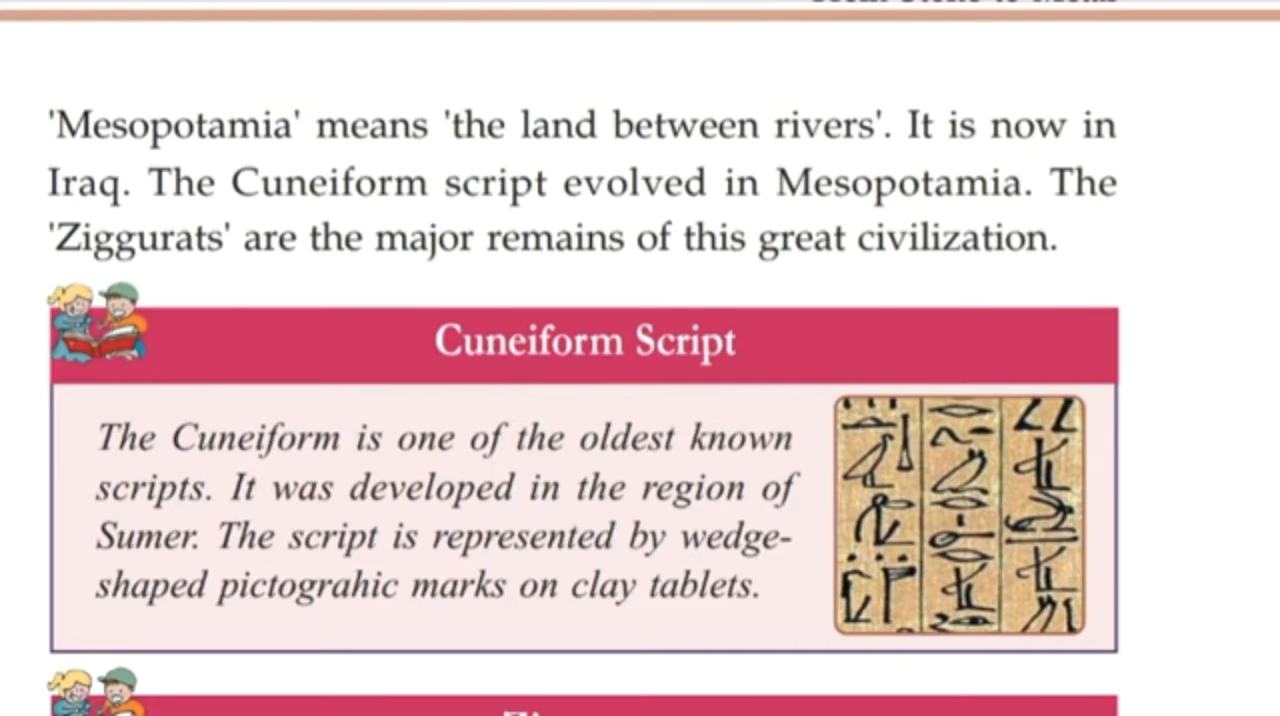 'Mesopotamia' means 'the land between rivers'. It is now in
Iraq. The Cuneiform script evolved in Mesopotamia. The
'Ziggurats' are the major remains of this great civilization.
Cuneiform Script
The Cuneiform is one of the oldest known
scripts. It was developed in the region of
Sumer. The script is represented by wedge-
shaped pictograhic marks on clay tablets.